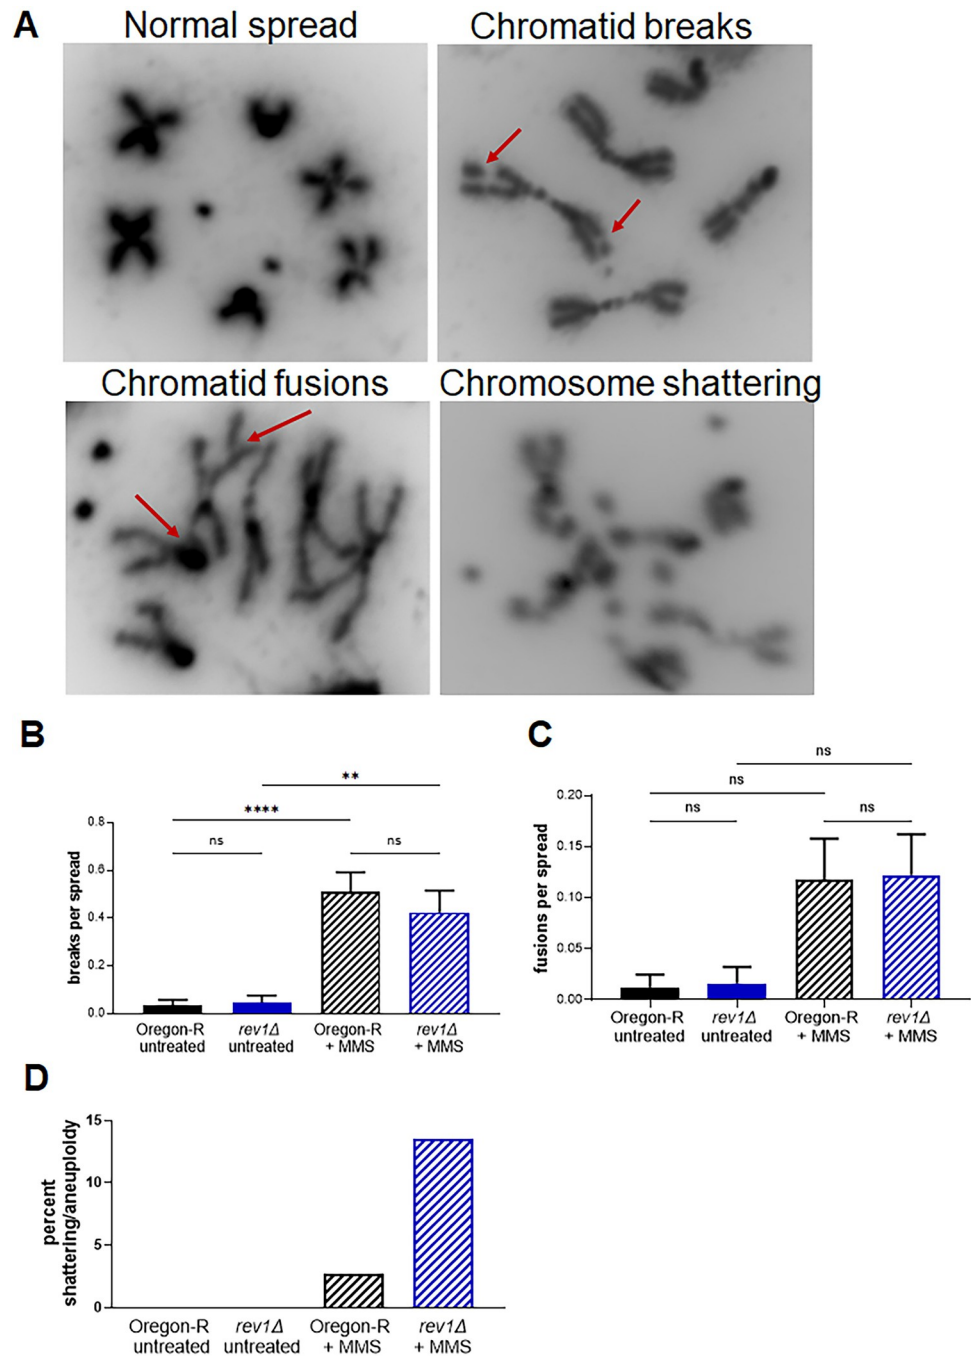 A
Normal spread
Chromatid breaks
Chromatid fusions
Chromosome shattering
B
breaks per spread
0.8
0.6
0.4
0.2
0.0
ns
****
**
ns
Oregon-R
untreated
rev1Δ
untreated
Oregon-R
+ MMS
rev1Δ
+ MMS
C
fusions per spread
0.20
0.15
0.10
0.05
0.00
ns
ns
ns
ns
Oregon-R
untreated
rev1Δ
untreated
Oregon-R
+ MMS
rev1Δ
+ MMS
D
percent
shattering/aneuploidy
15
10
5
0
Oregon-R
untreated
rev1Δ
untreated
Oregon-R
+ MMS
rev1Δ
+ MMS